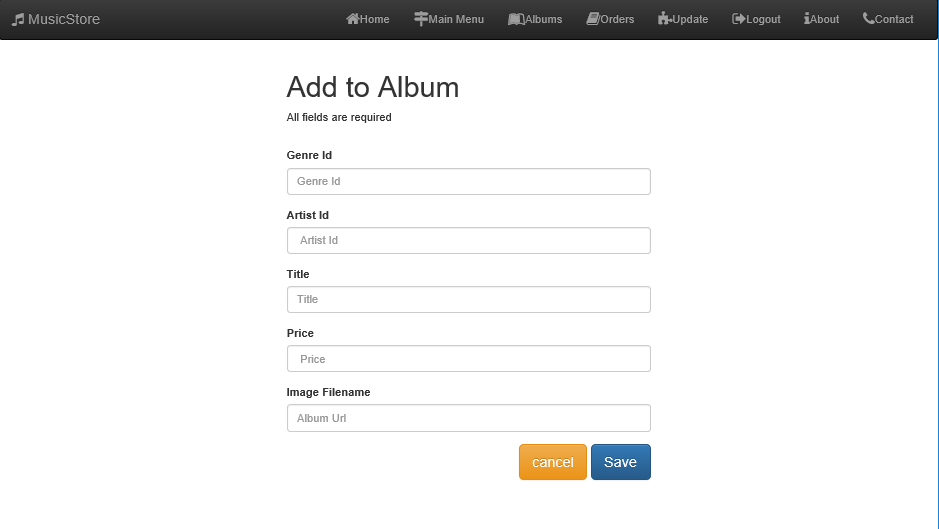 MusicStore Home Main Menu Albums Orders Update Logout About Contact
Add to Album
All fields are required
Genre Id
Genre Id
Artist Id
Artist Id
Title
Title
Price
Price
Image Filename
Album Url
cancel Save